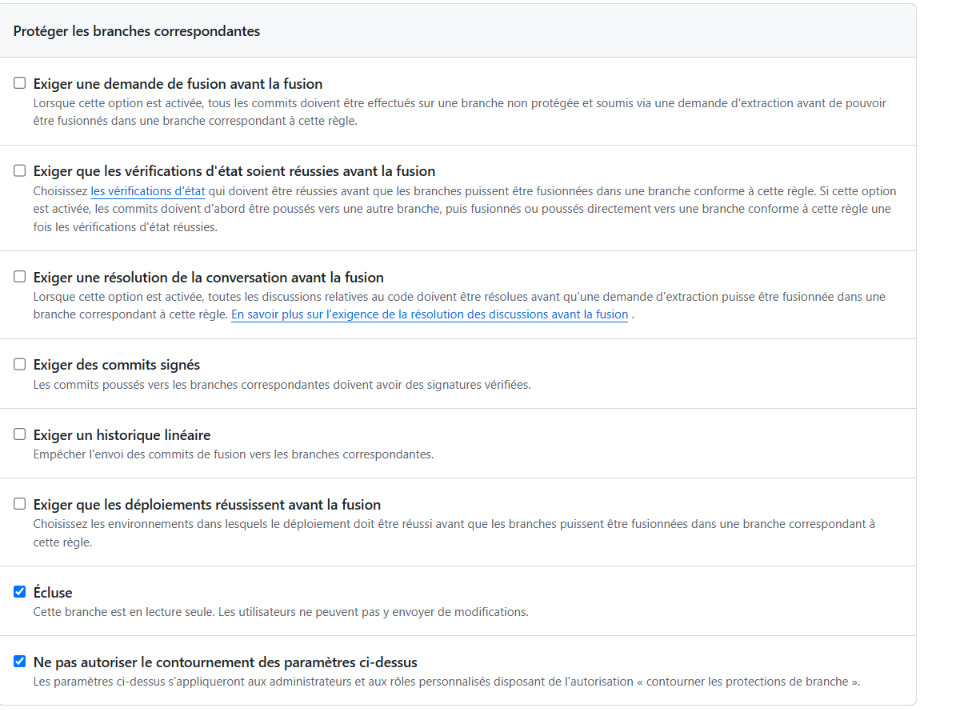 Protéger les branches correspondantes
Exiger une demande de fusion avant la fusion
Lorsque cette option est activée, tous les commits doivent être effectués sur une branche non protégée et soumis via une demande d'extraction avant de pouvoir
être fusionnés dans une branche correspondant à cette règle.
Exiger que les vérifications d'état soient réussies avant la fusion
Choisissez les vérifications d'état qui doivent être réussies avant que les branches puissent être fusionnées dans une branche conforme à cette règle. Si cette option
est activée, les commits doivent d'abord être poussés vers une autre branche, puis fusionnés ou poussés directement vers une branche conforme à cette règle une
fois les vérifications d'état réussies.
Exiger une résolution de la conversation avant la fusion
Lorsque cette option est activée, toutes les discussions relatives au code doivent être résolues avant qu'une demande d'extraction puisse être fusionnée dans une
branche correspondant à cette règle. En savoir plus sur l'exigence de la résolution des discussions avant la fusion .
Exiger des commits signés
Les commits poussés vers les branches correspondantes doivent avoir des signatures vérifiées.
Exiger un historique linéaire
Empêcher l'envoi des commits de fusion vers les branches correspondantes.
Exiger que les déploiements réussissent avant la fusion
Choisissez les environnements dans lesquels le déploiement doit être réussi avant que les branches puissent être fusionnées dans une branche correspondant à
cette règle.
Écluse
Cette branche est en lecture seule. Les utilisateurs ne peuvent pas y envoyer de modifications.
Ne pas autoriser le contournement des paramètres ci-dessus
Les paramètres ci-dessus s'appliqueront aux administrateurs et aux rôles personnalisés disposant de l'autorisation « contourner les protections de branche ».